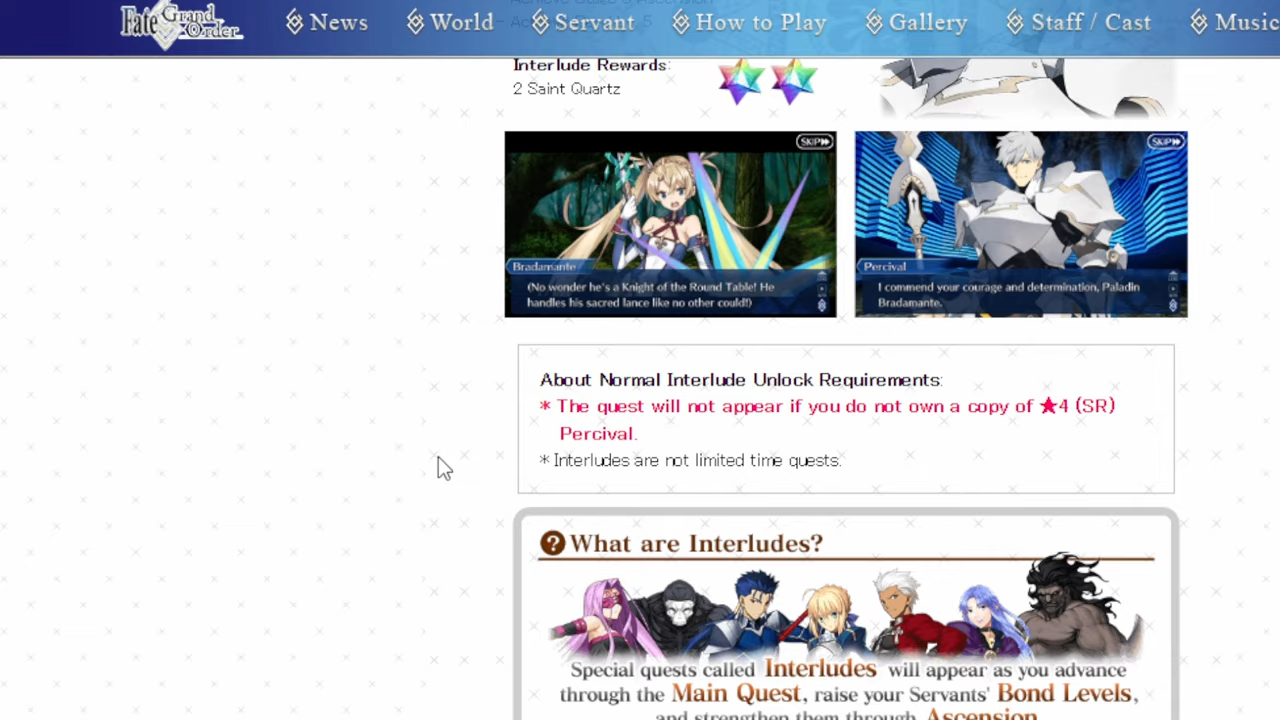 Fate Grand Order
News World Servant How to Play Gallery Staff / Cast Music
Interlude Rewards:
2 Saint Quartz
SKIP
SKIP
Bradamante
(No wonder he's a Knight of the Round Table! He
handles his sacred lance like no other could!)
Percival
I commend your courage and determination, Paladin
Bradamante.
About Normal Interlude Unlock Requirements:
* The quest will not appear if you do not own a copy of ★4 (SR)
Percival.
* Interludes are not limited time quests.
? What are Interludes?
Special quests called Interludes will appear as you advance
through the Main Quest, raise your Servants' Bond Levels,
and strengthen them through Ascension